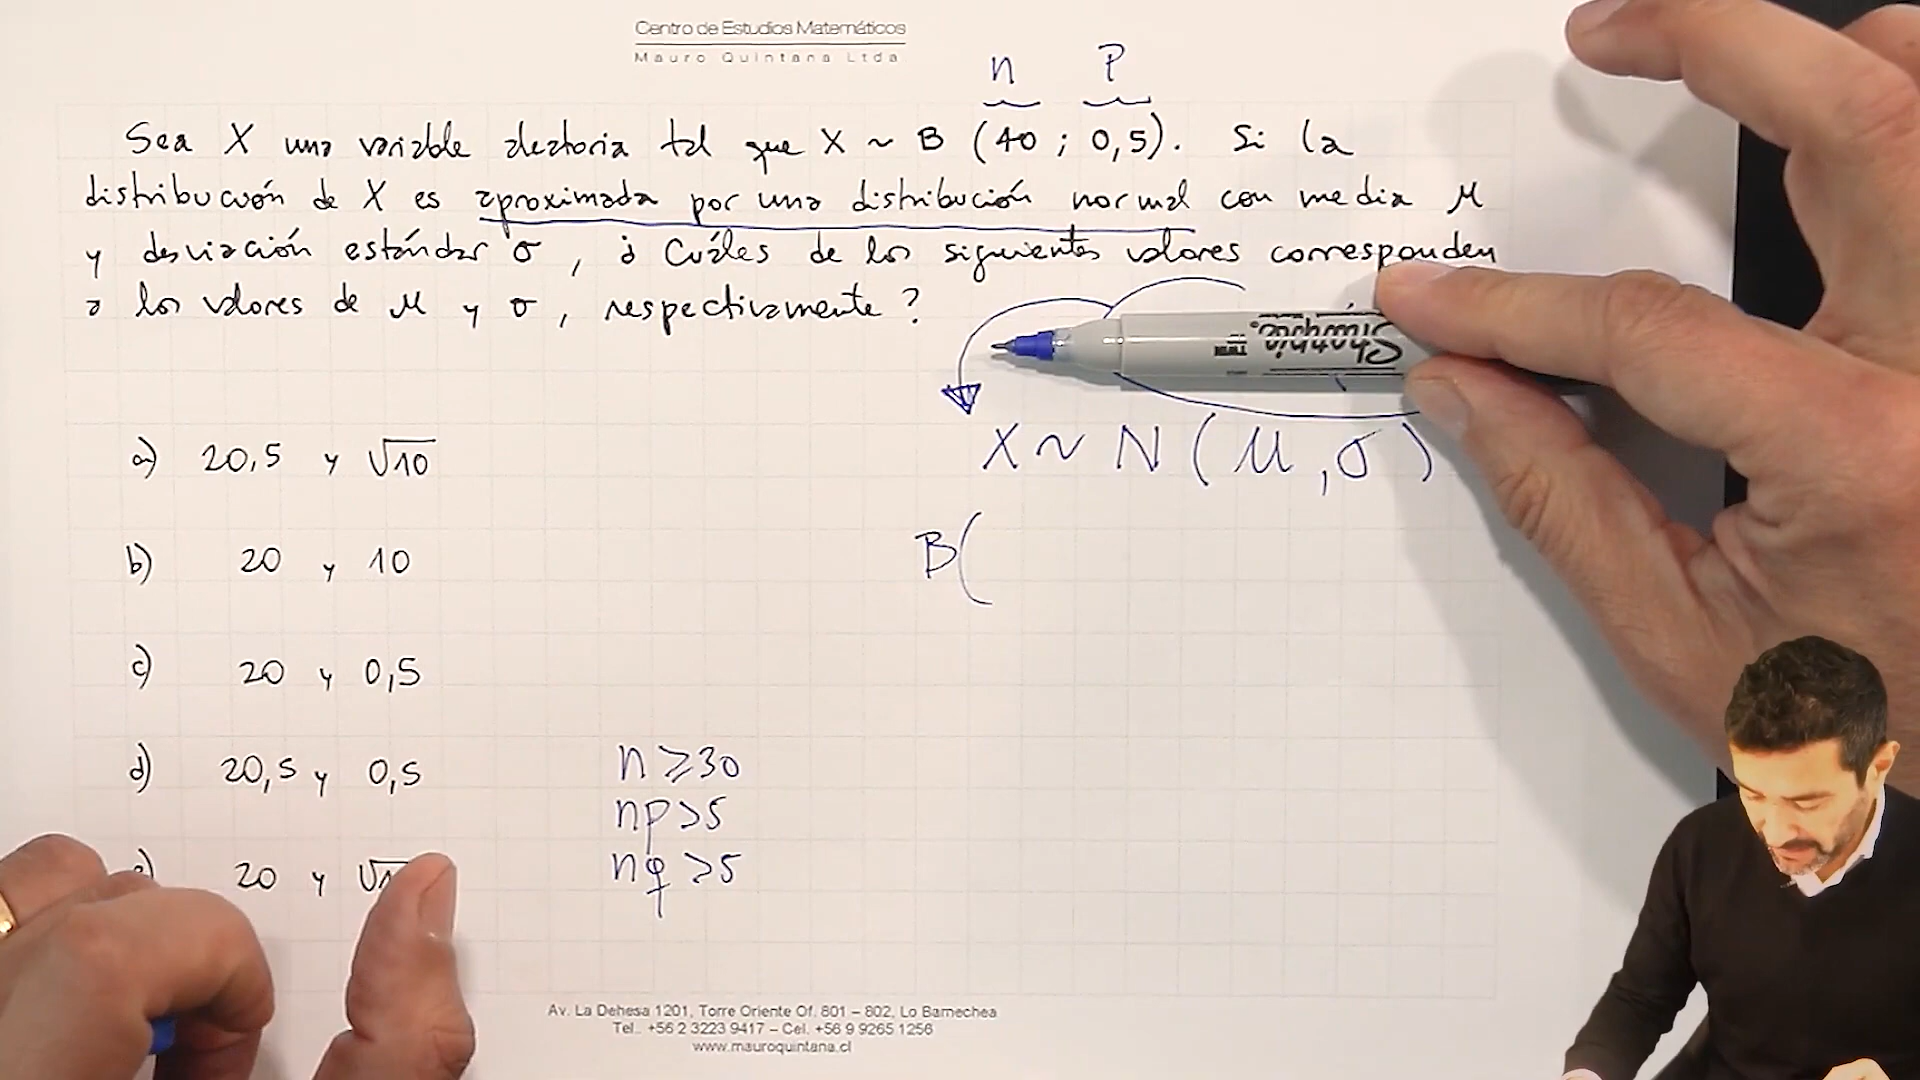 Centro de Estudios Matemáticos
Mauro Quintana Ltda
n P
Sea X una variable aleatoria tal que X ~ B (40 ; 0,5). Si la
distribución de X es aproximada por una distribución normal con media μ
y desviación estándar σ, ¿Cuáles de los siguientes valores corresponden
a los valores de μ y σ, respectivamente?
Sharpie
TWIN
a) 20,5 y √10
X ~ N (μ, σ)
b) 20 y 10
B(
c) 20 y 0,5
d) 20,5 y 0,5
n ≥ 30
np > 5
20 y
nq > 5
Av. La Dehesa 1201, Torre Oriente Of. 801 – 802, Lo Barnechea
Tel.. +56 2 3223 9417 – Cel. +56 9 9265 1256
www.mauroquintana.cl